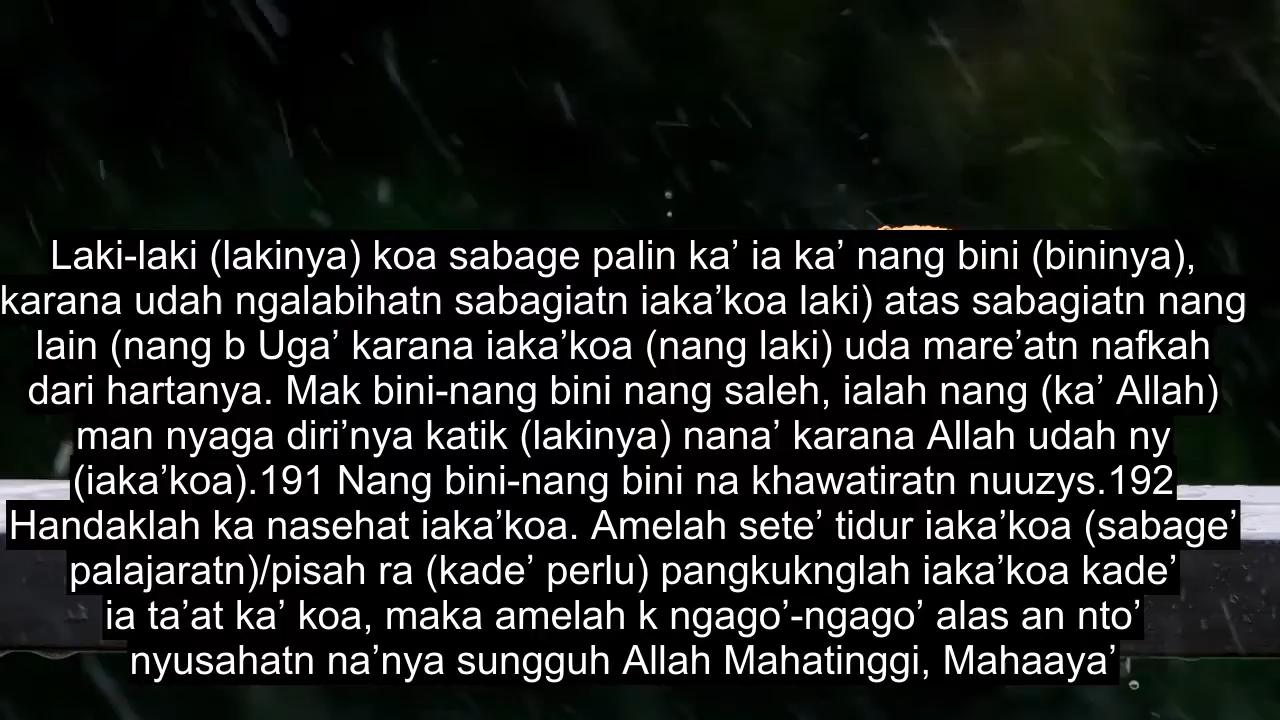 Laki-laki (lakinya) koa sabage palin ka’ ia ka’ nang bini (bininya),
karana udah ngalabihatn sabagiatn iaka’koa laki) atas sabagiatn nang
lain (nang b Uga’ karana iaka’koa (nang laki) uda mare’atn nafkah
dari hartanya. Mak bini-nang bini nang saleh, ialah nang (ka’ Allah)
man nyaga diri’nya katik (lakinya) nana’ karana Allah udah ny
(iaka’koa).191 Nang bini-nang bini na khawatiratn nuuzys.192
Handaklah ka nasehat iaka’koa. Amelah sete’ tidur iaka’koa (sabage’
palajaratn)/pisah ra (kade’ perlu) pangkuknglah iaka’koa kade’
ia ta’at ka’ koa, maka amelah k ngago’-ngago’ alas an nto’
nyusahatn na’nya sungguh Allah Mahatinggi, Mahaaya’